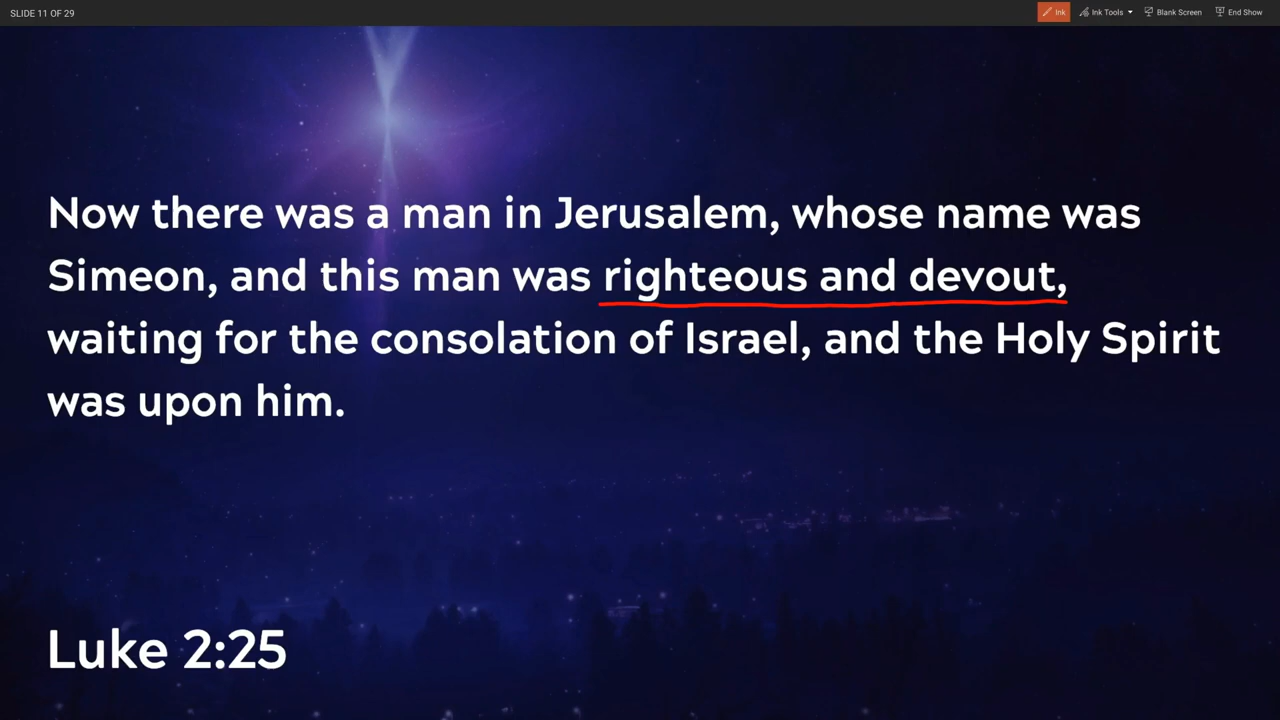 SLIDE 11 OF 29
Ink
Ink Tools
Blank Screen
End Show
Now there was a man in Jerusalem, whose name was
Simeon, and this man was righteous and devout,
waiting for the consolation of Israel, and the Holy Spirit
was upon him.
Luke 2:25